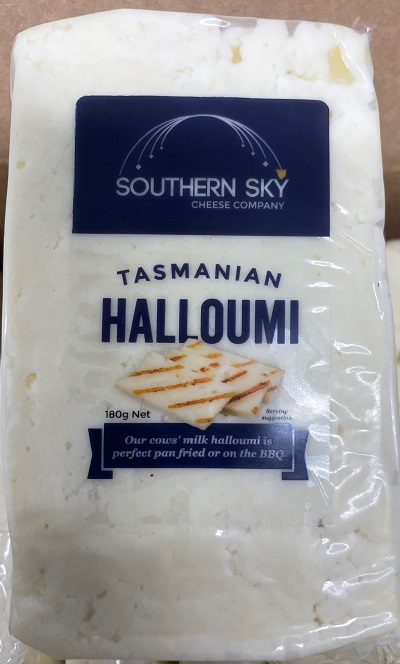 SOUTHERN SKY
CHEESE COMPANY
TASMANIAN
HALLOUMI
180g Net
Serving
suggestion
Our cows' milk halloumi is
perfect pan fried or on the BBQ